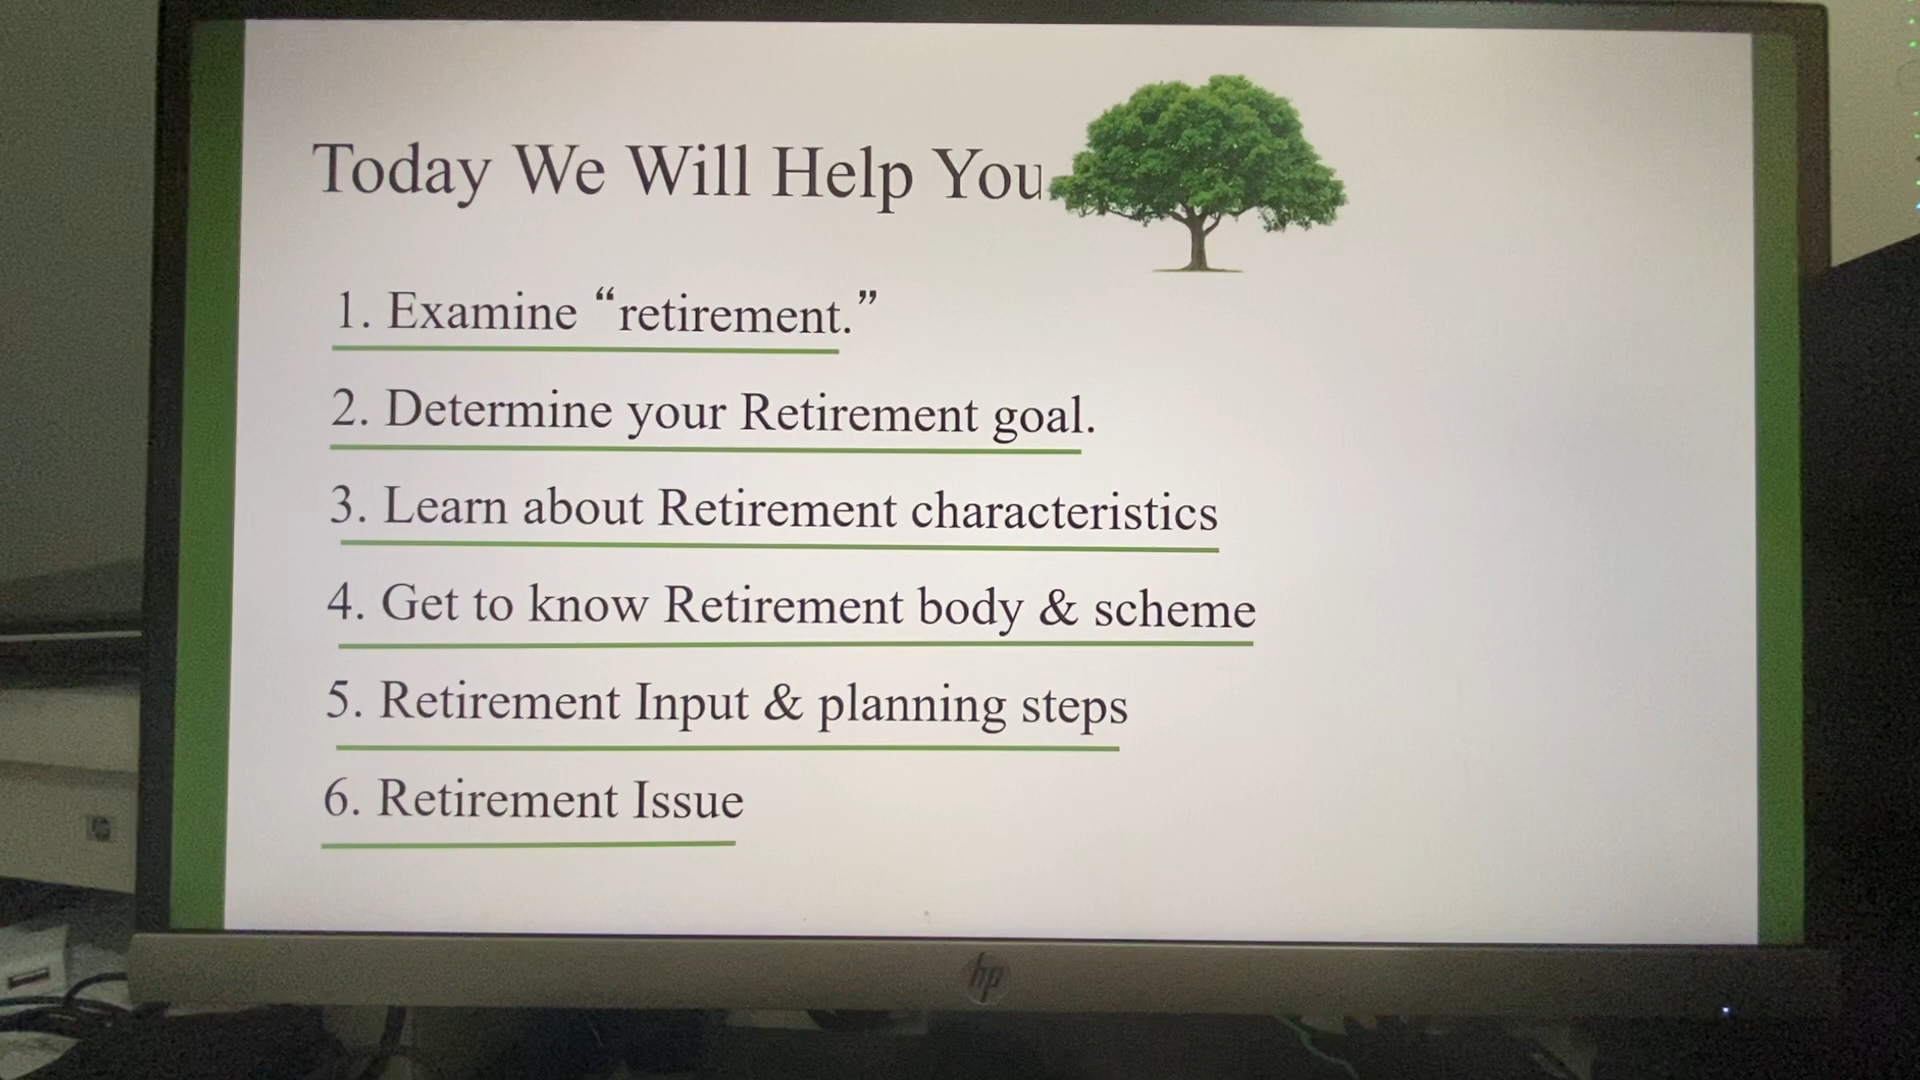 Today We Will Help You
1. Examine “retirement.”
2. Determine your Retirement goal.
3. Learn about Retirement characteristics
4. Get to know Retirement body & scheme
5. Retirement Input & planning steps
6. Retirement Issue
hp